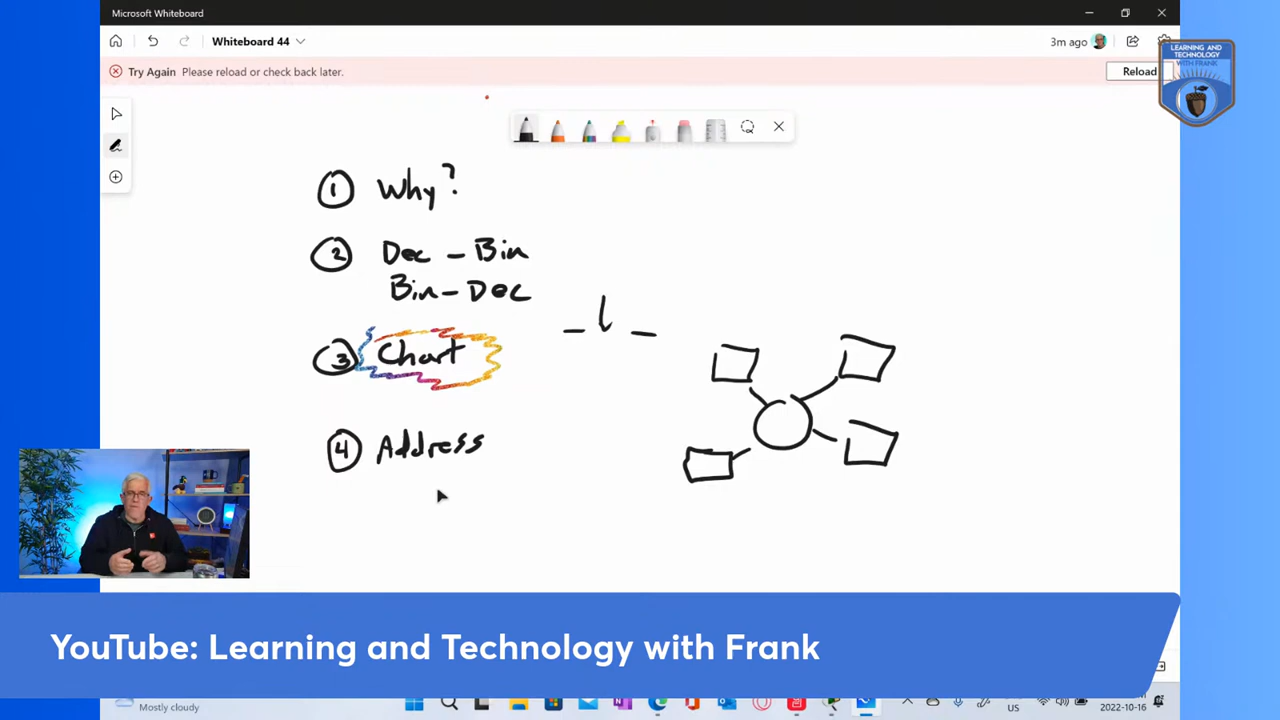 Microsoft Whiteboard
Whiteboard 44
3m ago
Try Again Please reload or check back later.
Reload
LEARNING AND
TECHNOLOGY
WITH FRANK
1 Why?
2 Dec - Bin
Bin - Dec
3 Chart
4 Address
YouTube: Learning and Technology with Frank
Mostly cloudy
US
2022-10-16